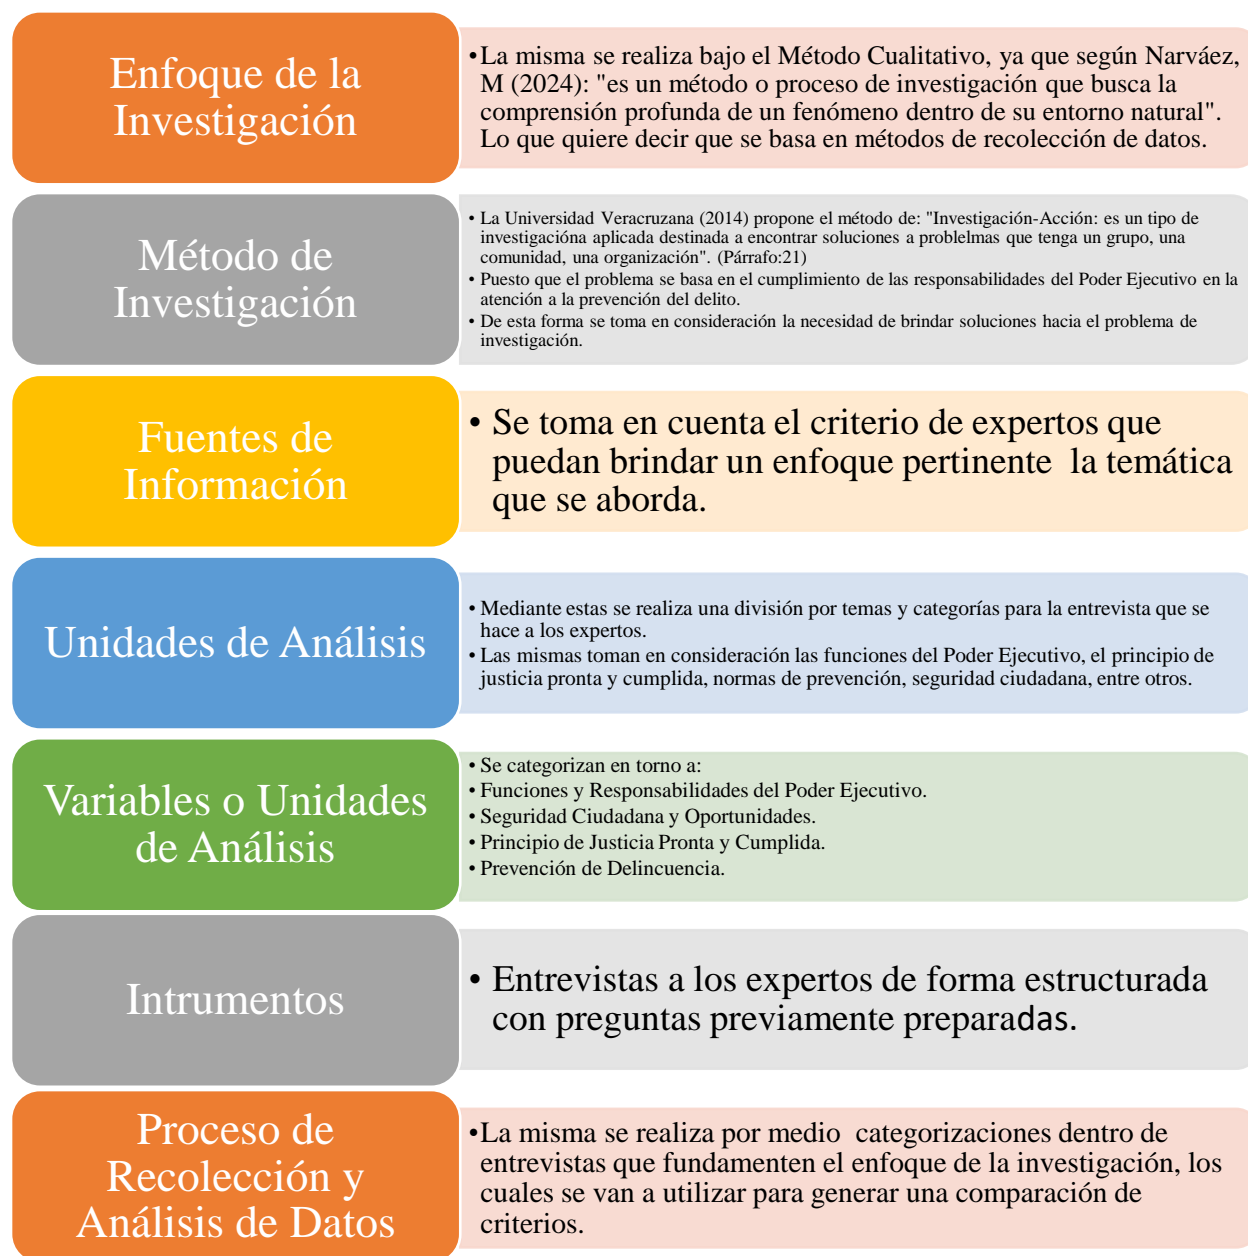 Enfoque de la
Investigación
•La misma se realiza bajo el Método Cualitativo, ya que según Narváez,
M (2024): "es un método o proceso de investigación que busca la
comprensión profunda de un fenómeno dentro de su entorno natural".
Lo que quiere decir que se basa en métodos de recolección de datos.
Método de
Investigación
• La Universidad Veracruzana (2014) propone el método de: "Investigación-Acción: es un tipo de
investigacióna aplicada destinada a encontrar soluciones a problelmas que tenga un grupo, una
comunidad, una organización". (Párrafo:21)
• Puesto que el problema se basa en el cumplimiento de las responsabilidades del Poder Ejecutivo en la
atención a la prevención del delito.
• De esta forma se toma en consideración la necesidad de brindar soluciones hacia el problema de
investigación.
Fuentes de
Información
• Se toma en cuenta el criterio de expertos que
puedan brindar un enfoque pertinente la temática
que se aborda.
Unidades de Análisis
• Mediante estas se realiza una división por temas y categorías para la entrevista que se
hace a los expertos.
• Las mismas toman en consideración las funciones del Poder Ejecutivo, el principio de
justicia pronta y cumplida, normas de prevención, seguridad ciudadana, entre otros.
Variables o Unidades
de Análisis
• Se categorizan en torno a:
• Funciones y Responsabilidades del Poder Ejecutivo.
• Seguridad Ciudadana y Oportunidades.
• Principio de Justicia Pronta y Cumplida.
• Prevención de Delincuencia.
Intrumentos
• Entrevistas a los expertos de forma estructurada
con preguntas previamente preparadas.
Proceso de
Recolección y
Análisis de Datos
•La misma se realiza por medio categorizaciones dentro de
entrevistas que fundamenten el enfoque de la investigación, los
cuales se van a utilizar para generar una comparación de
criterios.